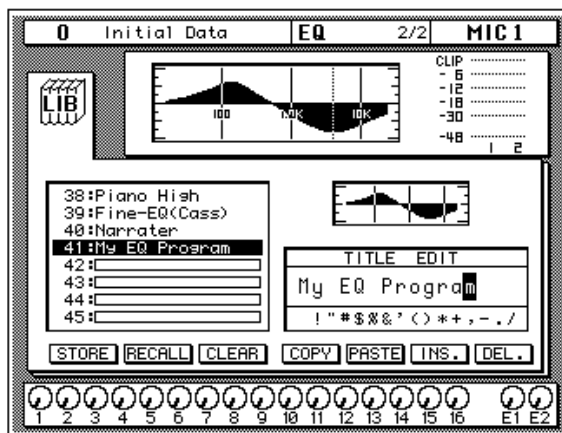 0 Initial Data EQ 2/2 MIC1
LIB
100 1.0K 10K
CLIP
- 6
-12
-18
-30
-48
1 2
38:Piano High
39:Fine-EQ(Cass)
40:Narrater
41:My EQ Program
42:
43:
44:
45:
TITLE EDIT
My EQ Program
!"#$%&'()*+,-./
STORE RECALL CLEAR COPY PASTE INS. DEL.
1 2 3 4 5 6 7 8 9 10 11 12 13 14 15 16 E1 E2